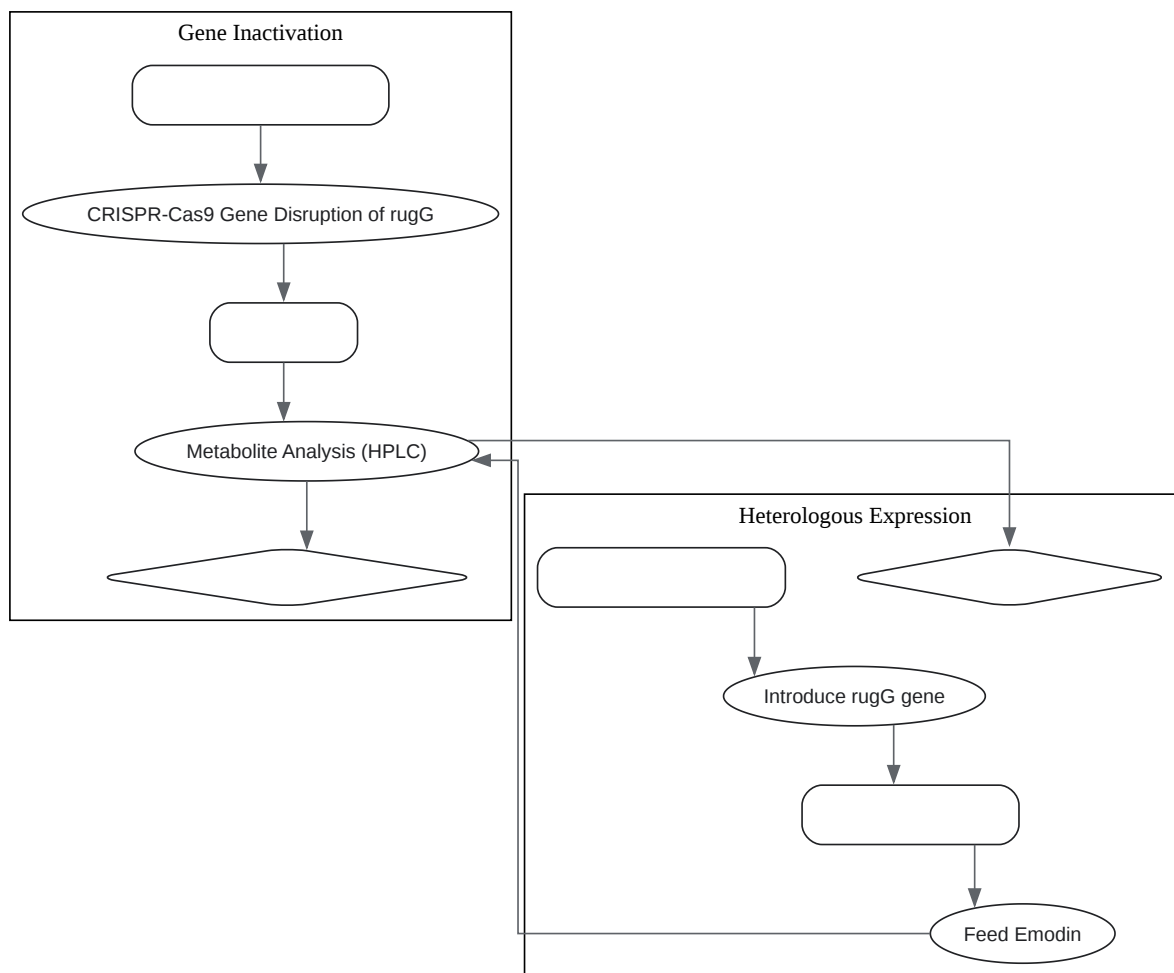 Gene Inactivation
CRISPR-Cas9 Gene Disruption of rugG
Metabolite Analysis (HPLC)
Heterologous Expression
Introduce rugG gene
Feed Emodin